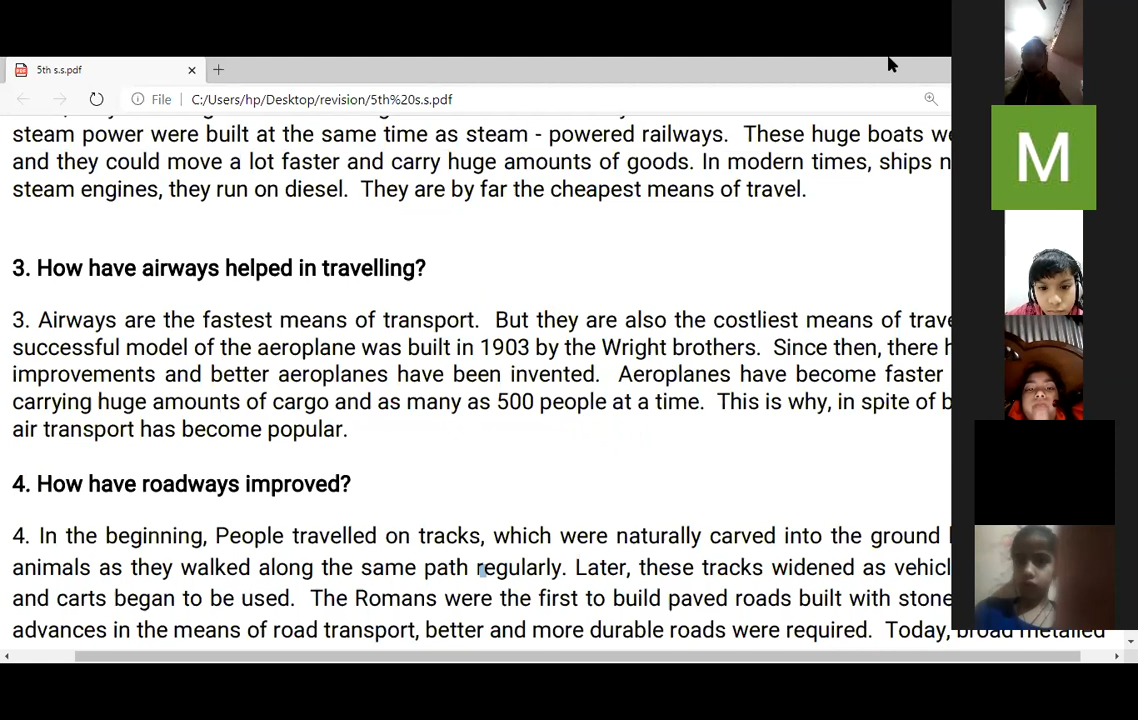 5th s.s.pdf
File C:/Users/hp/Desktop/revision/5th%20s.s.pdf
steam power were built at the same time as steam - powered railways. These huge boats
and they could move a lot faster and carry huge amounts of goods. In modern times, ships
steam engines, they run on diesel. They are by far the cheapest means of travel.
3. How have airways helped in travelling?
3. Airways are the fastest means of transport. But they are also the costliest means of
successful model of the aeroplane was built in 1903 by the Wright brothers. Since then, there
improvements and better aeroplanes have been invented. Aeroplanes have become faster
carrying huge amounts of cargo and as many as 500 people at a time. This is why, in spite of
air transport has become popular.
4. How have roadways improved?
4. In the beginning, People travelled on tracks, which were naturally carved into the ground
animals as they walked along the same path regularly. Later, these tracks widened as
and carts began to be used. The Romans were the first to build paved roads built with
advances in the means of road transport, better and more durable roads were required. Today, broad metalled
M